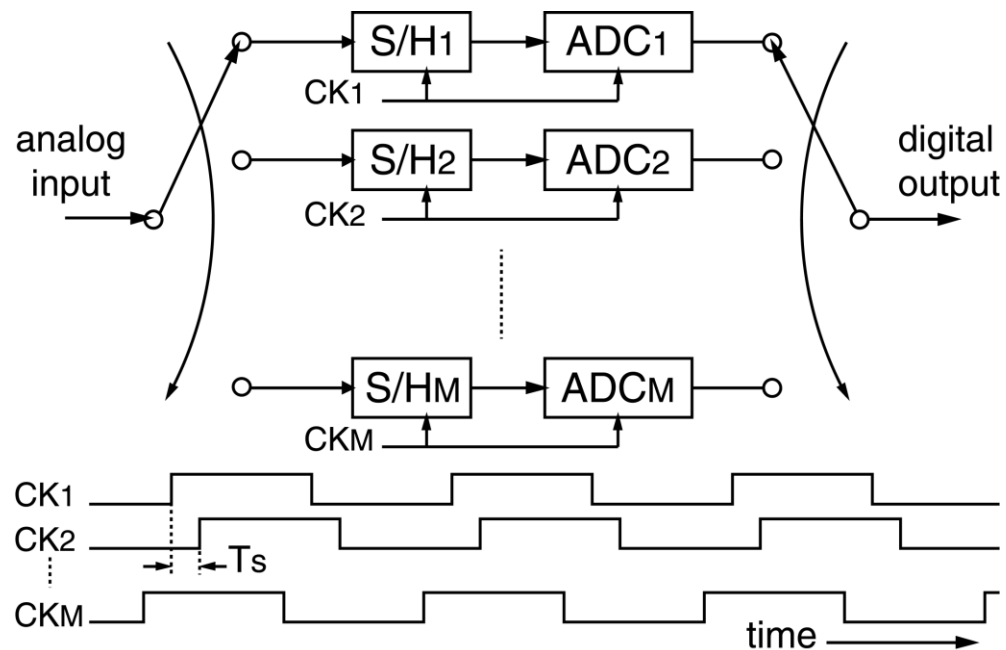 S/H1 ADC1
CK1
analog input
digital output
S/H2 ADC2
CK2
S/HM ADCM
CKM
CK1
CK2
Ts
CKM
time